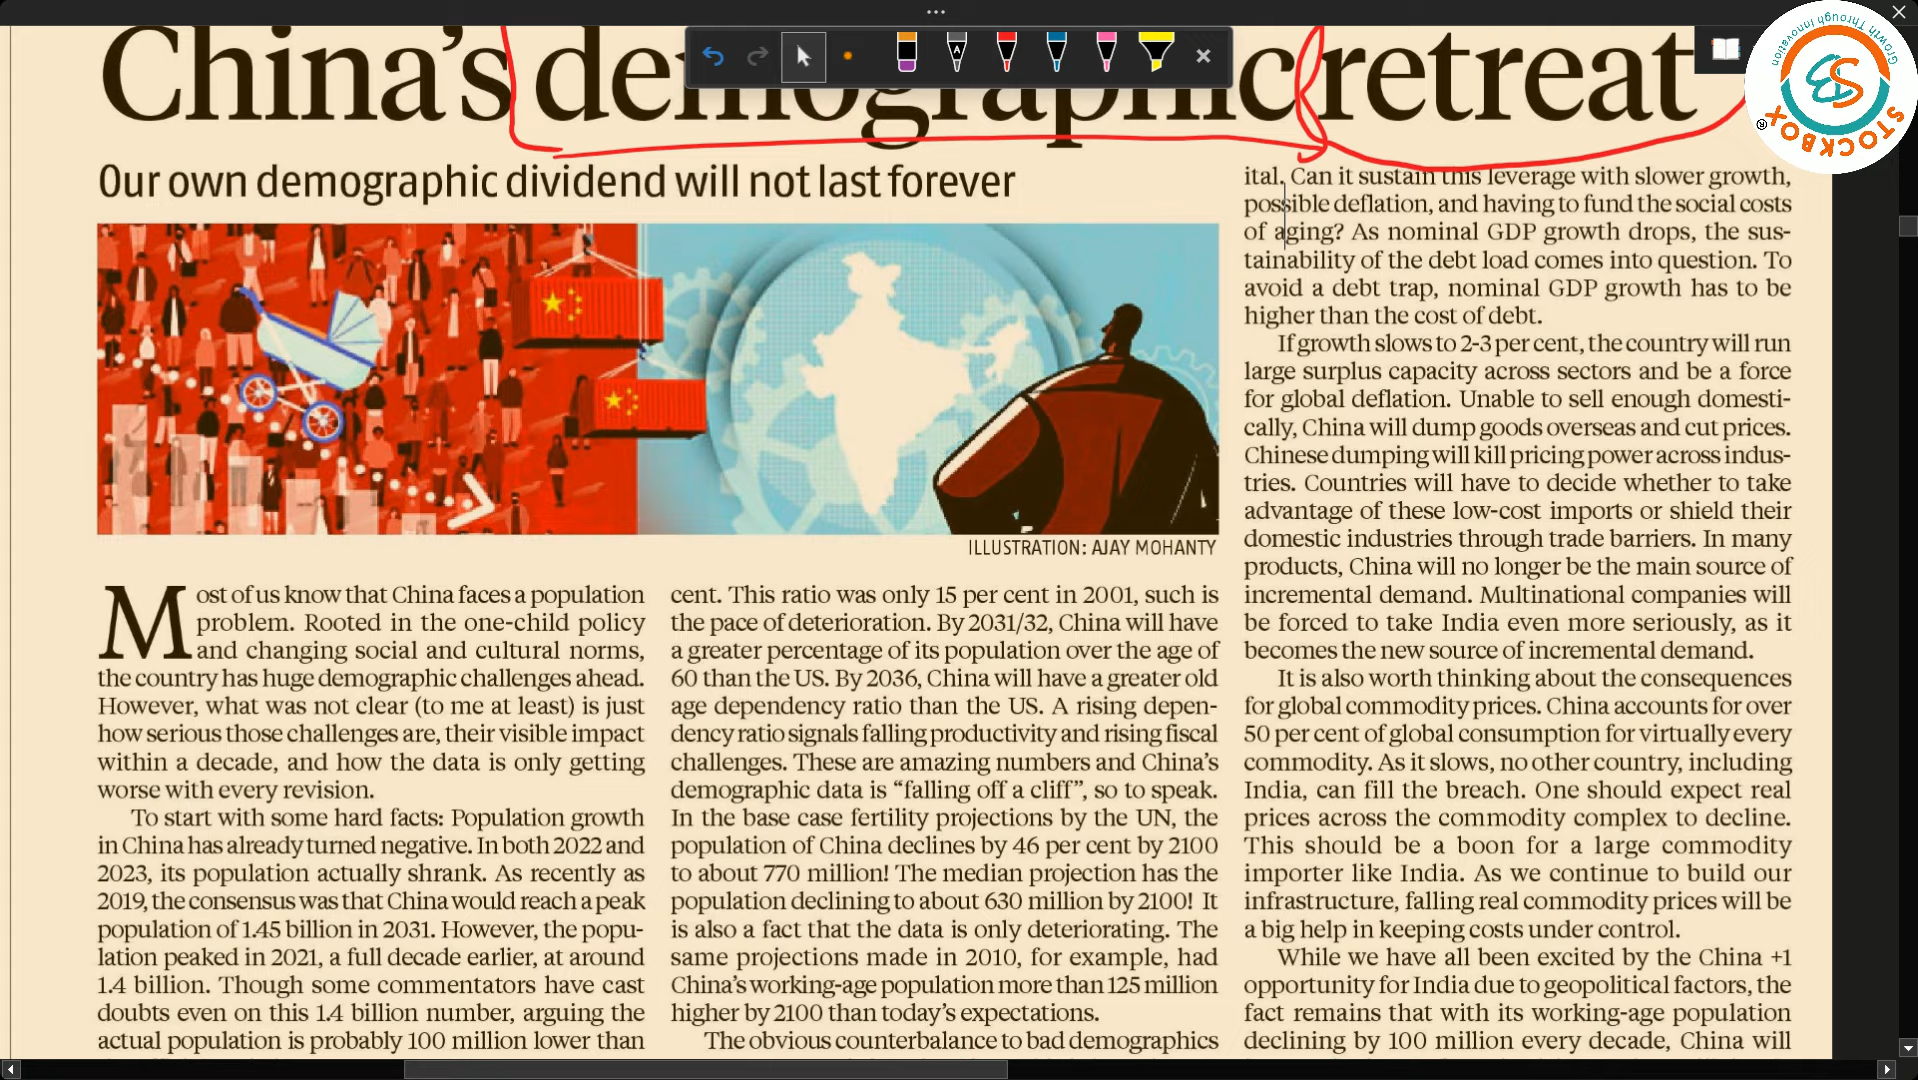 China's demographic retreat
Our own demographic dividend will not last forever
ILLUSTRATION: AJAY MOHANTY
Most of us know that China faces a population
problem. Rooted in the one-child policy
and changing social and cultural norms,
the country has huge demographic challenges ahead.
However, what was not clear (to me at least) is just
how serious those challenges are, their visible impact
within a decade, and how the data is only getting
worse with every revision.
To start with some hard facts: Population growth
in China has already turned negative. In both 2022 and
2023, its population actually shrank. As recently as
2019, the consensus was that China would reach a peak
population of 1.45 billion in 2031. However, the popu-
lation peaked in 2021, a full decade earlier, at around
1.4 billion. Though some commentators have cast
doubts even on this 1.4 billion number, arguing the
actual population is probably 100 million lower than
cent. This ratio was only 15 per cent in 2001, such is
the pace of deterioration. By 2031/32, China will have
a greater percentage of its population over the age of
60 than the US. By 2036, China will have a greater old
age dependency ratio than the US. A rising depen-
dency ratio signals falling productivity and rising fiscal
challenges. These are amazing numbers and China's
demographic data is “falling off a cliff”, so to speak.
In the base case fertility projections by the UN, the
population of China declines by 46 per cent by 2100
to about 770 million! The median projection has the
population declining to about 630 million by 2100! It
is also a fact that the data is only deteriorating. The
same projections made in 2010, for example, had
China's working-age population more than 125 million
higher by 2100 than today's expectations.
The obvious counterbalance to bad demographics
ital. Can it sustain this leverage with slower growth,
possible deflation, and having to fund the social costs
of aging? As nominal GDP growth drops, the sus-
tainability of the debt load comes into question. To
avoid a debt trap, nominal GDP growth has to be
higher than the cost of debt.
If growth slows to 2-3 per cent, the country will run
large surplus capacity across sectors and be a force
for global deflation. Unable to sell enough domesti-
cally, China will dump goods overseas and cut prices.
Chinese dumping will kill pricing power across indus-
tries. Countries will have to decide whether to take
advantage of these low-cost imports or shield their
domestic industries through trade barriers. In many
products, China will no longer be the main source of
incremental demand. Multinational companies will
be forced to take India even more seriously, as it
becomes the new source of incremental demand.
It is also worth thinking about the consequences
for global commodity prices. China accounts for over
50 per cent of global consumption for virtually every
commodity. As it slows, no other country, including
India, can fill the breach. One should expect real
prices across the commodity complex to decline.
This should be a boon for a large commodity
importer like India. As we continue to build our
infrastructure, falling real commodity prices will be
a big help in keeping costs under control.
While we have all been excited by the China +1
opportunity for India due to geopolitical factors, the
fact remains that with its working-age population
declining by 100 million every decade, China will
Growth Through Innovation
STOCKBOX
®